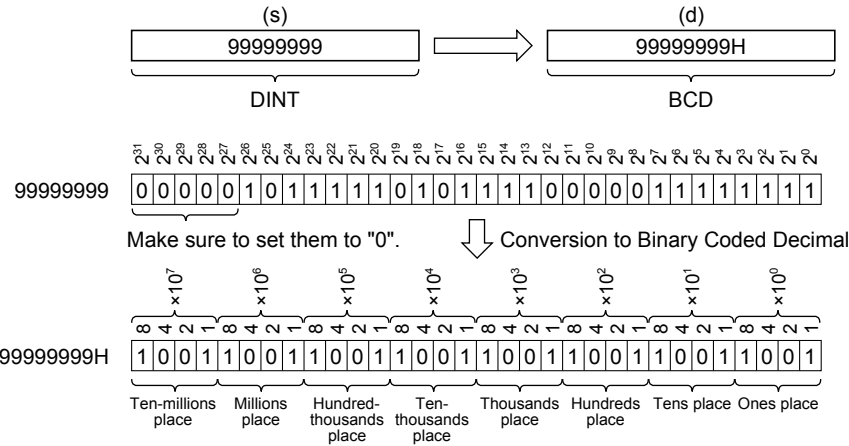 (s) (d)
99999999 99999999H
DINT BCD
2³¹ 2³⁰ 2²⁹ 2²⁸ 2²⁷ 2²⁶ 2²⁵ 2²⁴ 2²³ 2²² 2²¹ 2²⁰ 2¹⁹ 2¹⁸ 2¹⁷ 2¹⁶ 2¹⁵ 2¹⁴ 2¹³ 2¹² 2¹¹ 2¹⁰ 2⁹ 2⁸ 2⁷ 2⁶ 2⁵ 2⁴ 2³ 2² 2¹ 2⁰
99999999 0 0 0 0 0 1 0 1 1 1 1 1 0 1 0 1 1 1 1 0 0 0 0 0 1 1 1 1 1 1 1 1
Make sure to set them to "0". Conversion to Binary Coded Decimal
×10⁷ ×10⁶ ×10⁵ ×10⁴ ×10³ ×10² ×10¹ ×10⁰
8 4 2 1 8 4 2 1 8 4 2 1 8 4 2 1 8 4 2 1 8 4 2 1 8 4 2 1 8 4 2 1
99999999H 1 0 0 1 1 0 0 1 1 0 0 1 1 0 0 1 1 0 0 1 1 0 0 1 1 0 0 1 1 0 0 1
Ten-millions Millions Hundred- Ten- Thousands Hundreds Tens place Ones place
place place thousands thousands place place
place place